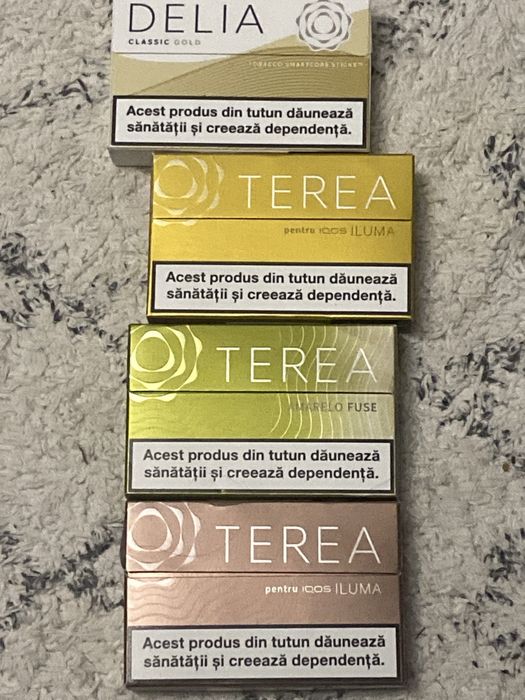 DELIA
CLASSIC GOLD
TOBACCO SMARTCORE STICKS™
Acest produs din tutun dăunează
sănătății și creează dependență.
TEREA
pentru IQOS ILUMA
Acest produs din tutun dăunează
sănătății și creează dependență.
TEREA
AMARELO FUSE
Acest produs din tutun dăunează
sănătății și creează dependență.
TEREA
pentru IQOS ILUMA
Acest produs din tutun dăunează
sănătății și creează dependență.